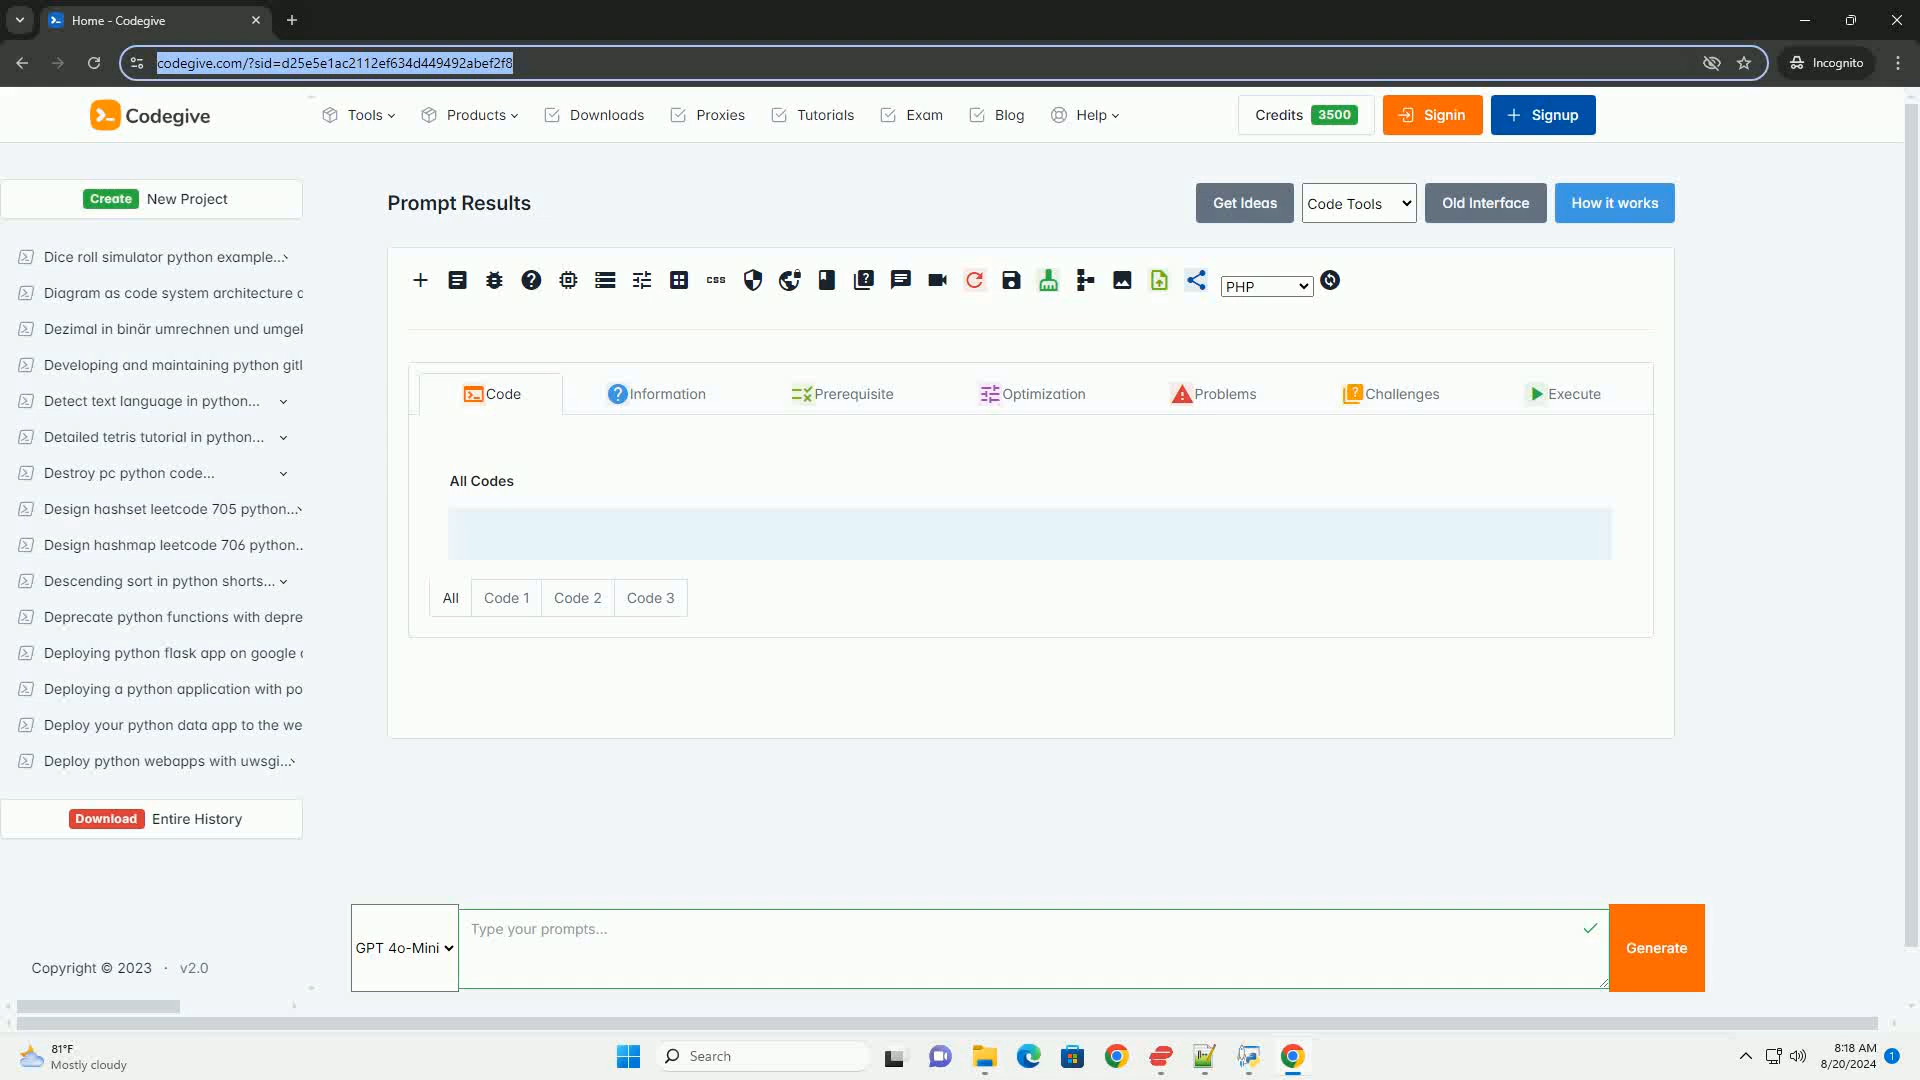 Home - Codegive
codegive.com/?sid=d25e5e1ac2112ef634d449492abef2f8
Incognito
Codegive
Tools
Products
Downloads
Proxies
Tutorials
Exam
Blog
Help
Credits 3500
Signin
Signup
Create New Project
Prompt Results
Get Ideas
Code Tools
Old Interface
How it works
Dice roll simulator python example...
Diagram as code system architecture
Dezimal in binär umrechnen und
Developing and maintaining python
Detect text language in python...
Detailed tetris tutorial in python...
Destroy pc python code...
Design hashset leetcode 705 python...
Design hashmap leetcode 706 python..
Descending sort in python shorts...
Deprecate python functions with depre
Deploying python flask app on google
Deploying a python application with po
Deploy your python data app to the we
Deploy python webapps with uwsgi...
css
PHP
Code
Information
Prerequisite
Optimization
Problems
Challenges
Execute
All Codes
All
Code 1
Code 2
Code 3
Download Entire History
GPT 4o-Mini
Type your prompts...
Generate
Copyright © 2023 · v2.0
81°F
Mostly cloudy
Search
8:18 AM
8/20/2024
1